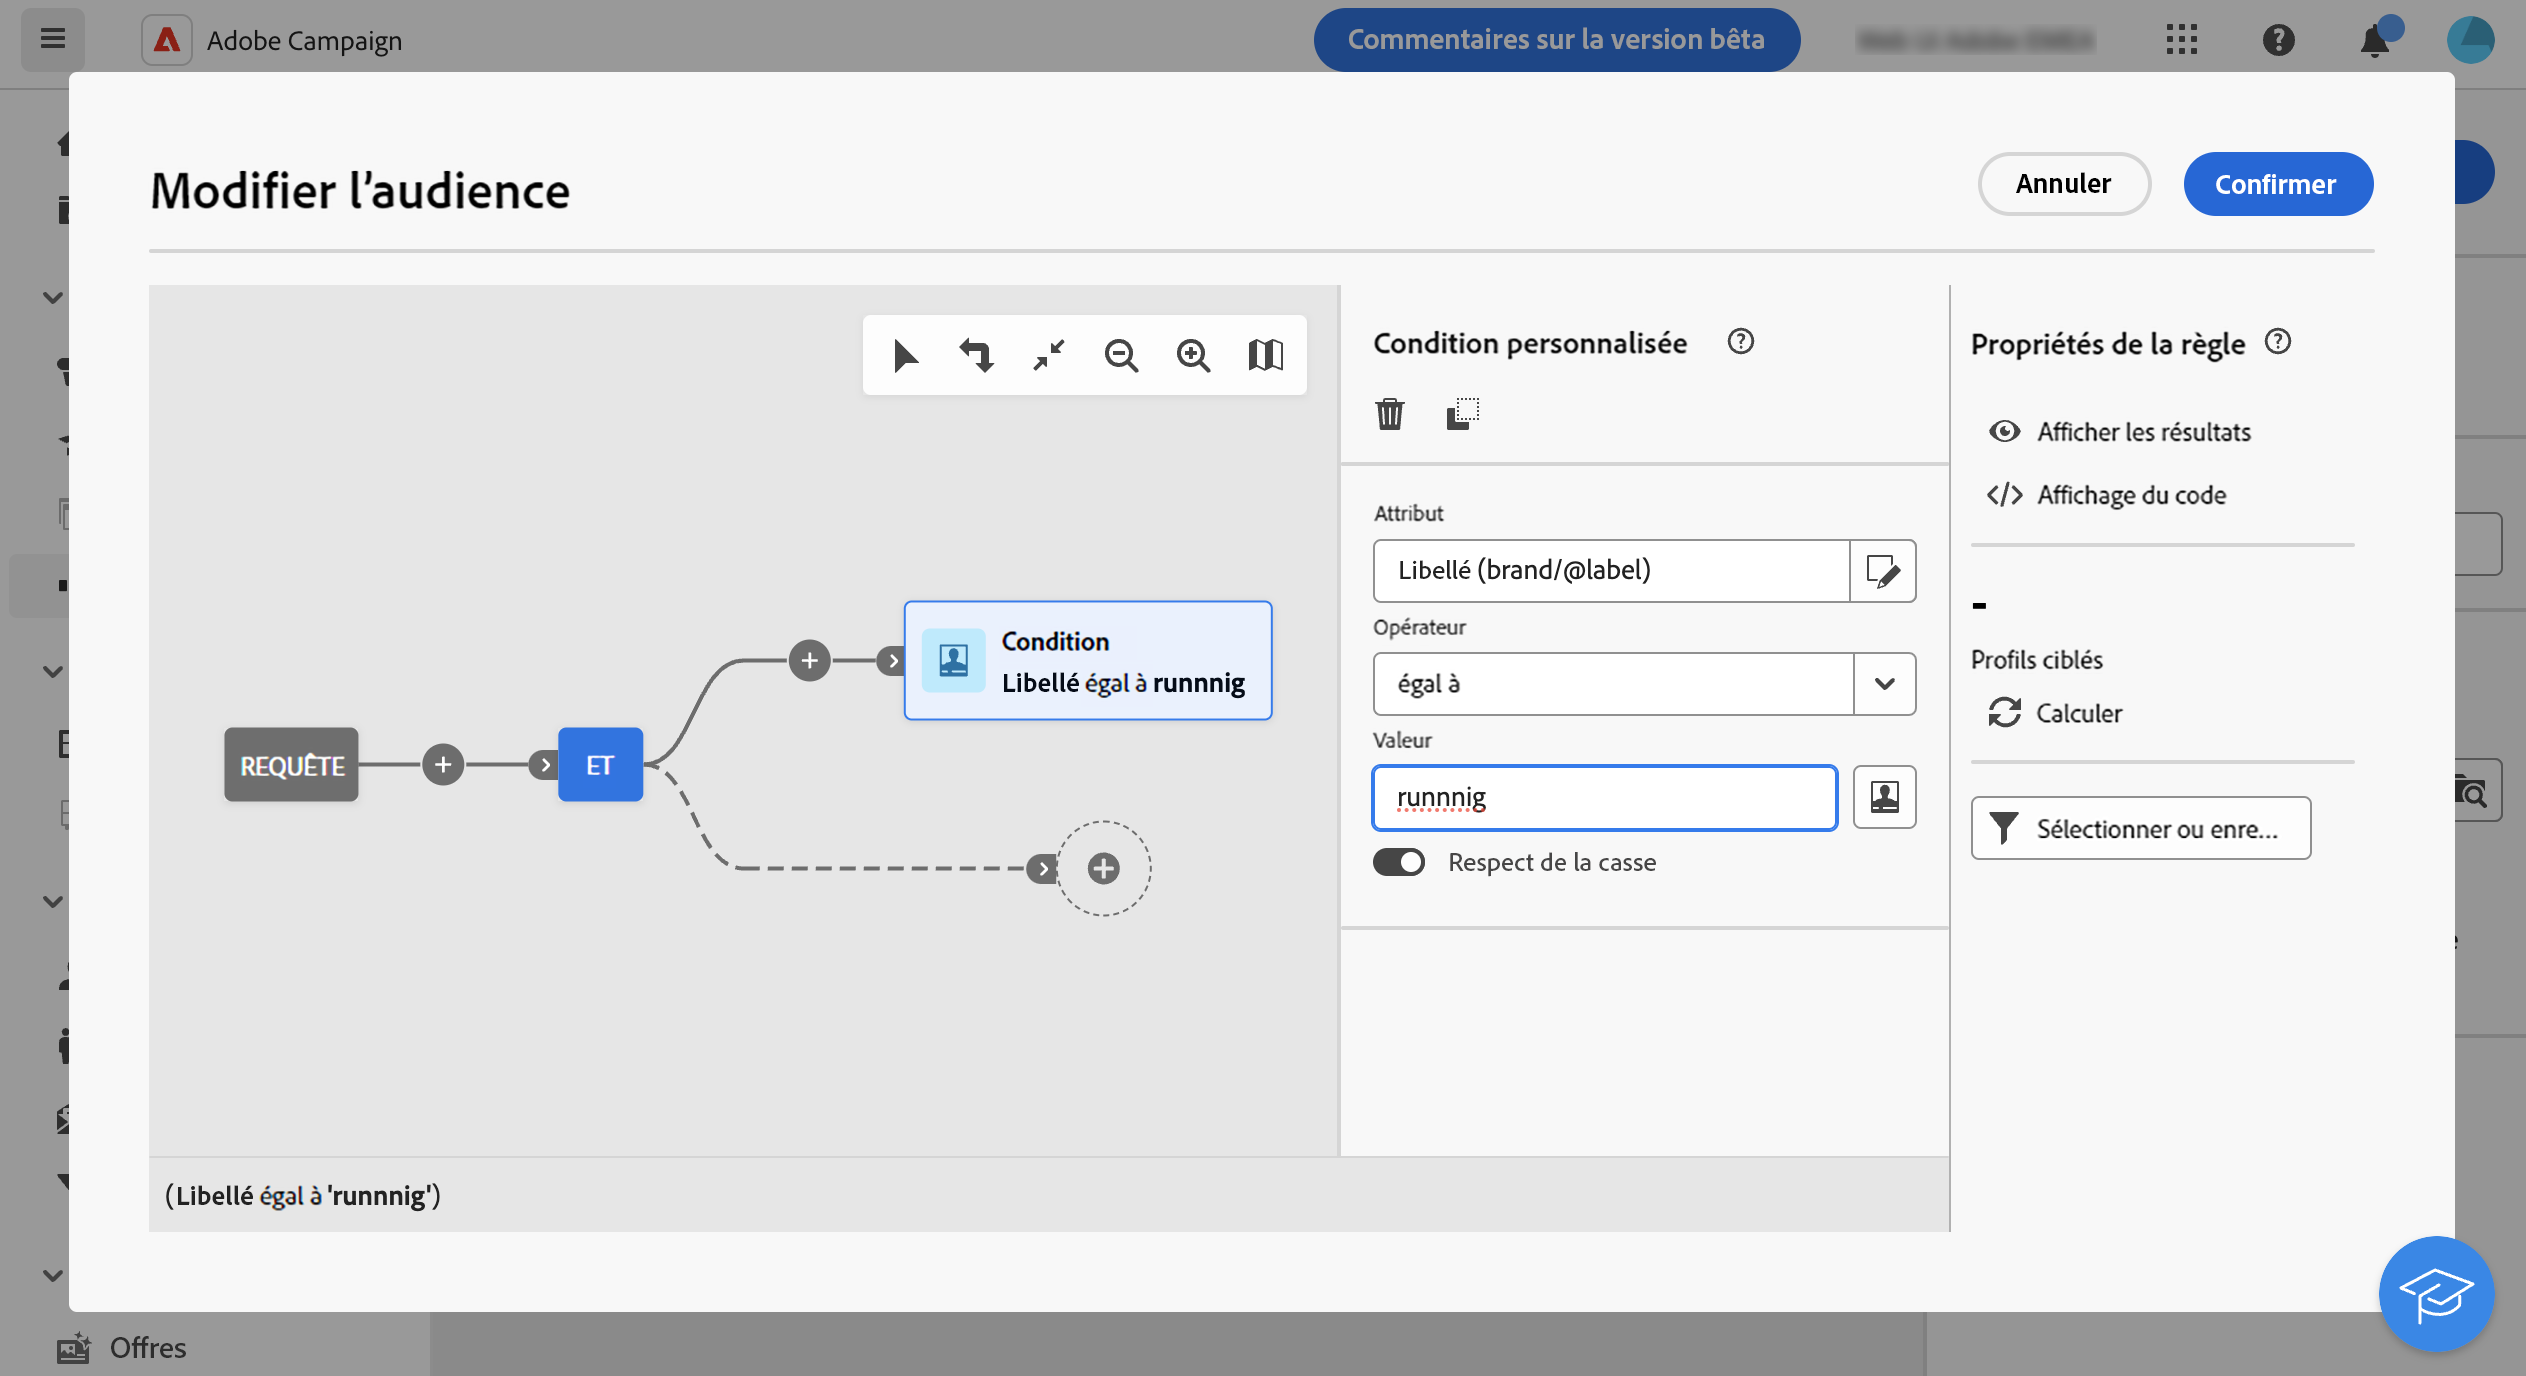 Adobe Campaign
Commentaires sur la version bêta
Modifier l’audience
Annuler
Confirmer
Condition personnalisée
Propriétés de la règle
Afficher les résultats
</> Affichage du code
Attribut
Libellé (brand/@label)
-
Opérateur
Condition
Libellé égal à runnnig
égal à
Profils ciblés
Calculer
Valeur
REQUÊTE
ET
runnnig
Sélectionner ou enre...
Respect de la casse
(Libellé égal à 'runnnig')
Offres